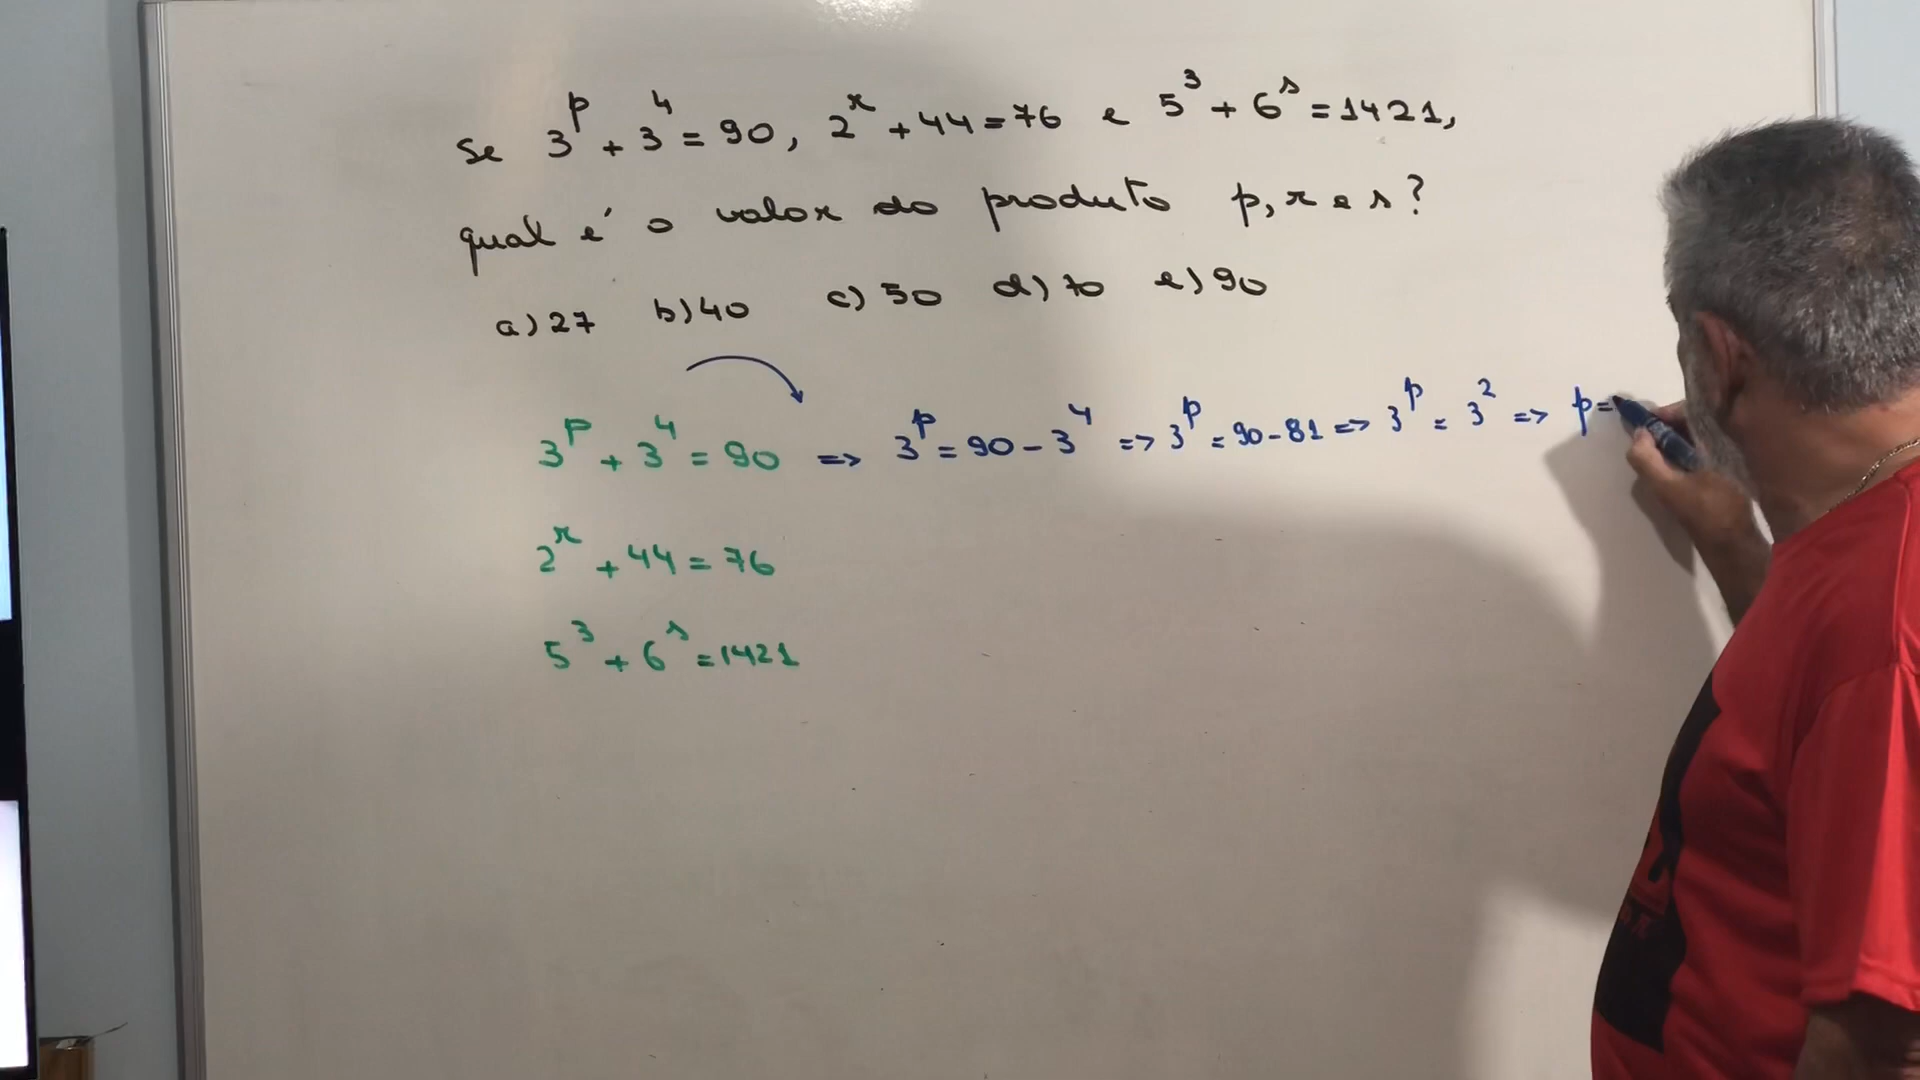 Se 3^p + 3^4 = 90, 2^r + 44 = 76 e 5^3 + 6^s = 1421,
qual é o valor do produto p, r e s?
a) 27 b) 40 c) 50 d) 70 e) 90
3^p + 3^4 = 90 => 3^p = 90 - 3^4 => 3^p = 90 - 81 => 3^p = 3^2 => p =
2^r + 44 = 76
5^3 + 6^s = 1421